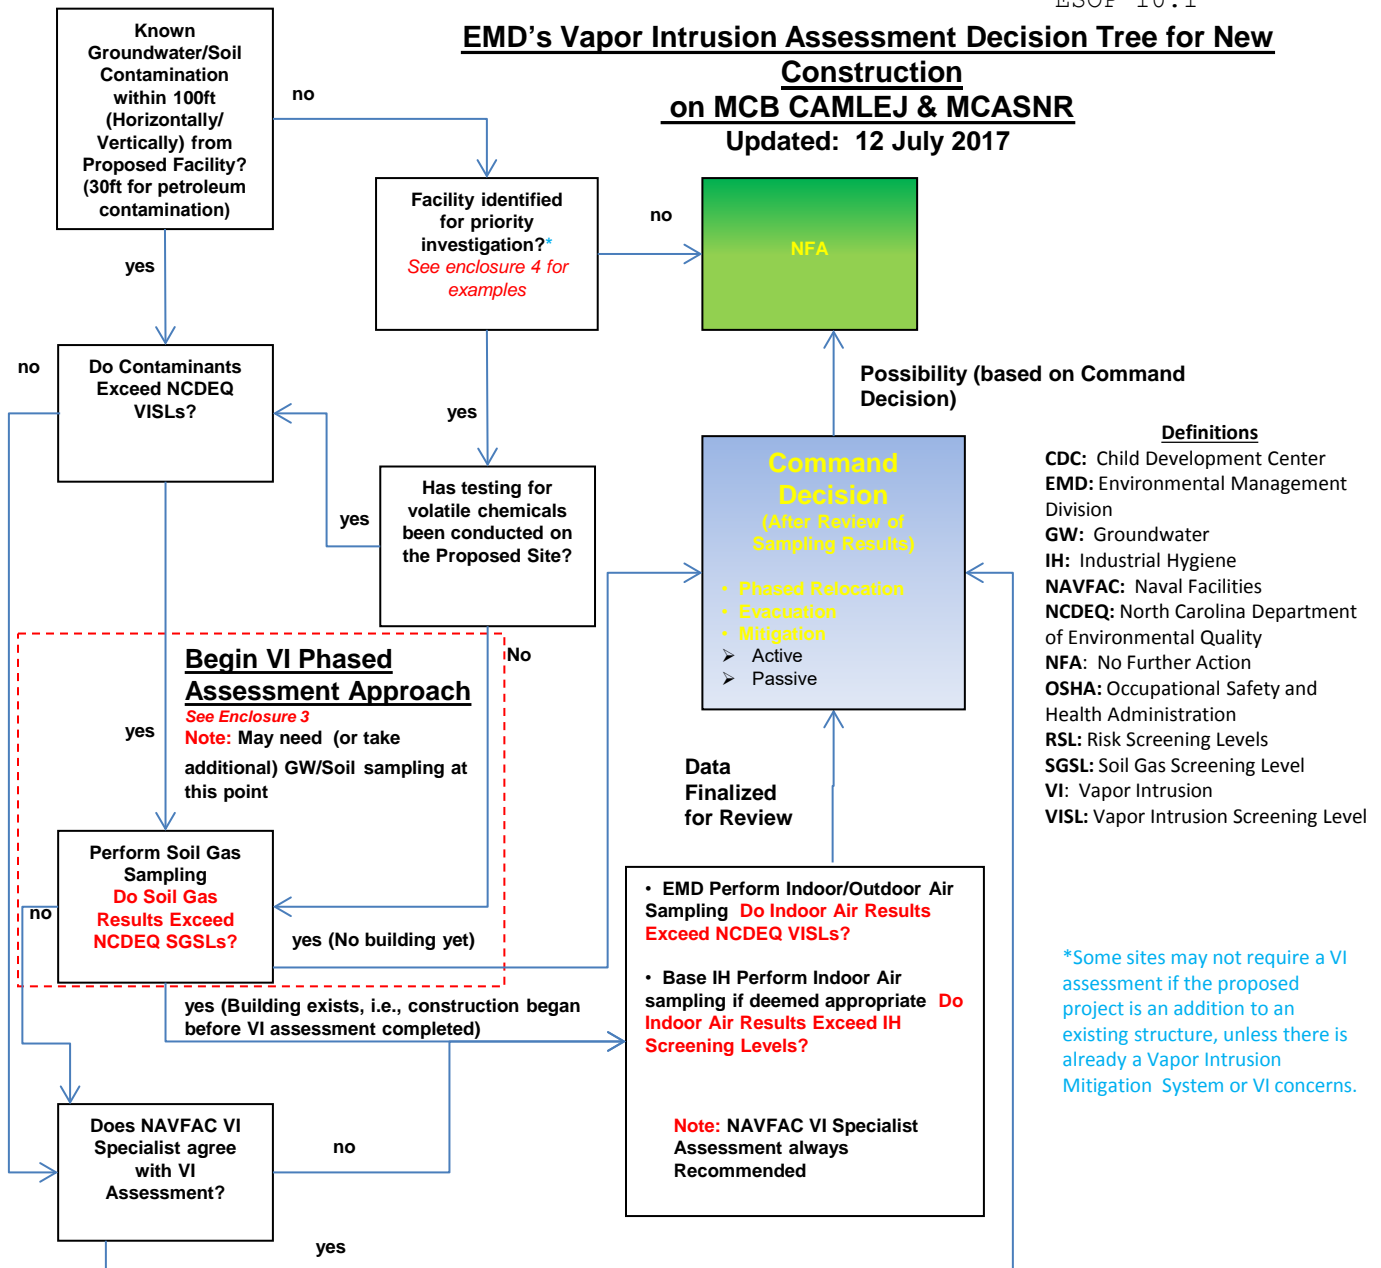 ESOP 10.1
EMD's Vapor Intrusion Assessment Decision Tree for New
Construction
on MCB CAMLEJ & MCASNR
Updated:  12 July 2017
Known
Groundwater/Soil
Contamination
within 100ft
(Horizontally/
Vertically) from
Proposed Facility?
(30ft for petroleum
contamination)
no
yes
Facility identified
for priority
investigation?*
See enclosure 4 for
examples
no
NFA
yes
no
Do Contaminants
Exceed NCDEQ
VISLs?
yes
Has testing for
volatile chemicals
been conducted on
the Proposed Site?
Possibility (based on Command
Decision)
Command
Decision
(After Review of
Sampling Results)
• Phased Relocation
• Evacuation
• Mitigation
➢ Active
➢ Passive
Definitions
CDC:  Child Development Center
EMD: Environmental Management
Division
GW:  Groundwater
IH:  Industrial Hygiene
NAVFAC:  Naval Facilities
NCDEQ: North Carolina Department
of Environmental Quality
NFA:  No Further Action
OSHA: Occupational Safety and
Health Administration
RSL: Risk Screening Levels
SGSL: Soil Gas Screening Level
VI:  Vapor Intrusion
VISL: Vapor Intrusion Screening Level
No
yes
Begin VI Phased
Assessment Approach
See Enclosure 3
Note: May need  (or take
additional) GW/Soil sampling at
this point
Perform Soil Gas
Sampling
Do Soil Gas
Results Exceed
NCDEQ SGSLs?
no
yes (No building yet)
yes (Building exists, i.e., construction began
before VI assessment completed)
Data
Finalized
for Review
• EMD Perform Indoor/Outdoor Air
Sampling  Do Indoor Air Results
Exceed NCDEQ VISLs?
• Base IH Perform Indoor Air
sampling if deemed appropriate  Do
Indoor Air Results Exceed IH
Screening Levels?
Note: NAVFAC VI Specialist
Assessment always
Recommended
*Some sites may not require a VI
assessment if the proposed
project is an addition to an
existing structure, unless there is
already a Vapor Intrusion
Mitigation  System or VI concerns.
Does NAVFAC VI
Specialist agree
with VI
Assessment?
no
yes